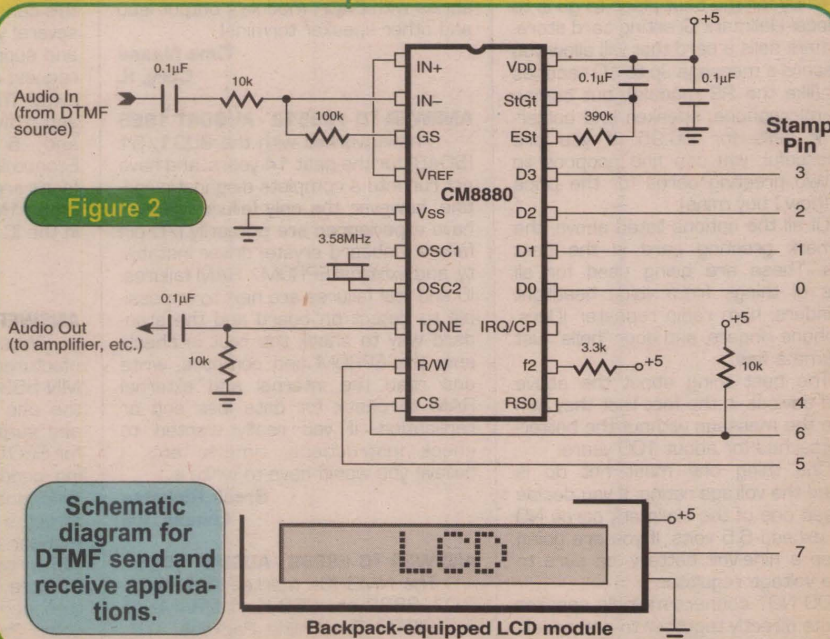 +5
0.1µF
10k
Audio In
(from DTMF
source)
100k
IN+
IN–
GS
VREF
VSS
OSC1
OSC2
TONE
R/W
CS
CM8880
VDD
StGt
ESt
D3
D2
D1
D0
IRQ/CP
f2
RS0
0.1µF
0.1µF
390k
Stamp
Pin
3
2
1
0
+5
10k
3.3k
+5
4
6
5
Figure 2
3.58MHz
0.1µF
Audio Out
(to amplifier, etc.)
10k
Schematic
diagram for
DTMF send and
receive applica-
tions.
LCD
+5
7
Backpack-equipped LCD module